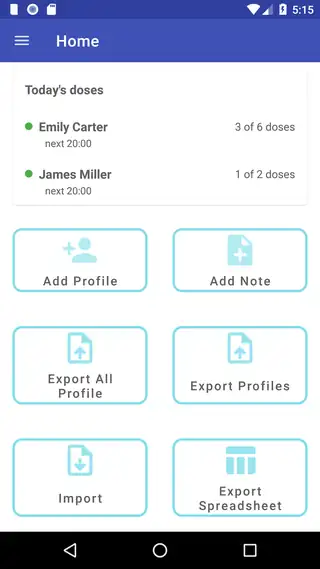 5:15
Home
Today's doses
Emily Carter 3 of 6 doses
next 20:00
James Miller 1 of 2 doses
next 20:00
Add Profile Add Note
Export All
Profile
Export Profiles
Import
Export
Spreadsheet